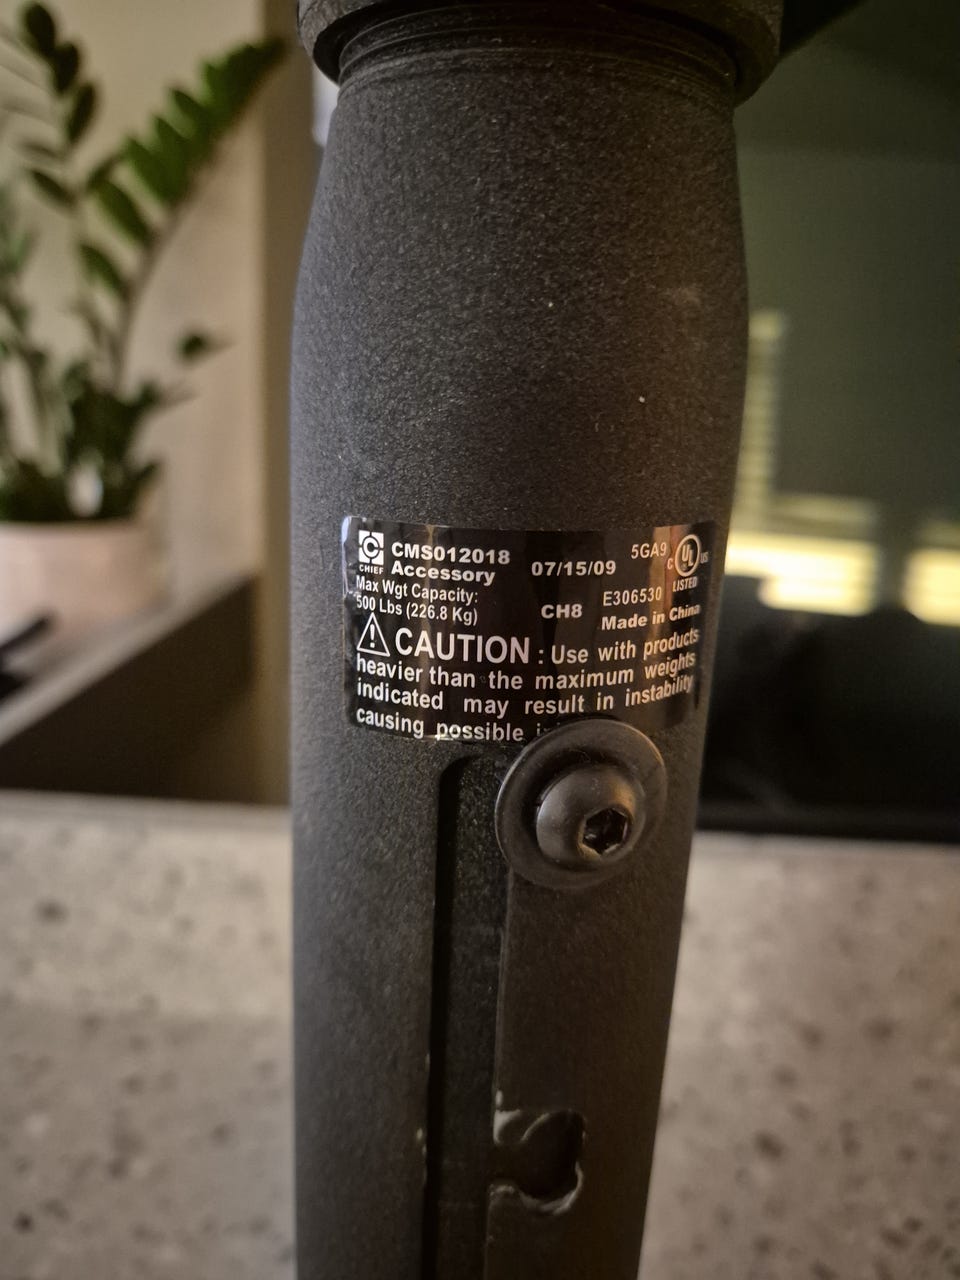 CHIEF
CMS012018
Accessory
07/15/09
5GA9
C UL US
LISTED
Max Wgt Capacity:
500 Lbs (226.8 Kg)
CH8
E306530
Made in China
CAUTION : Use with products
heavier than the maximum weights
indicated may result in instability
causing possible